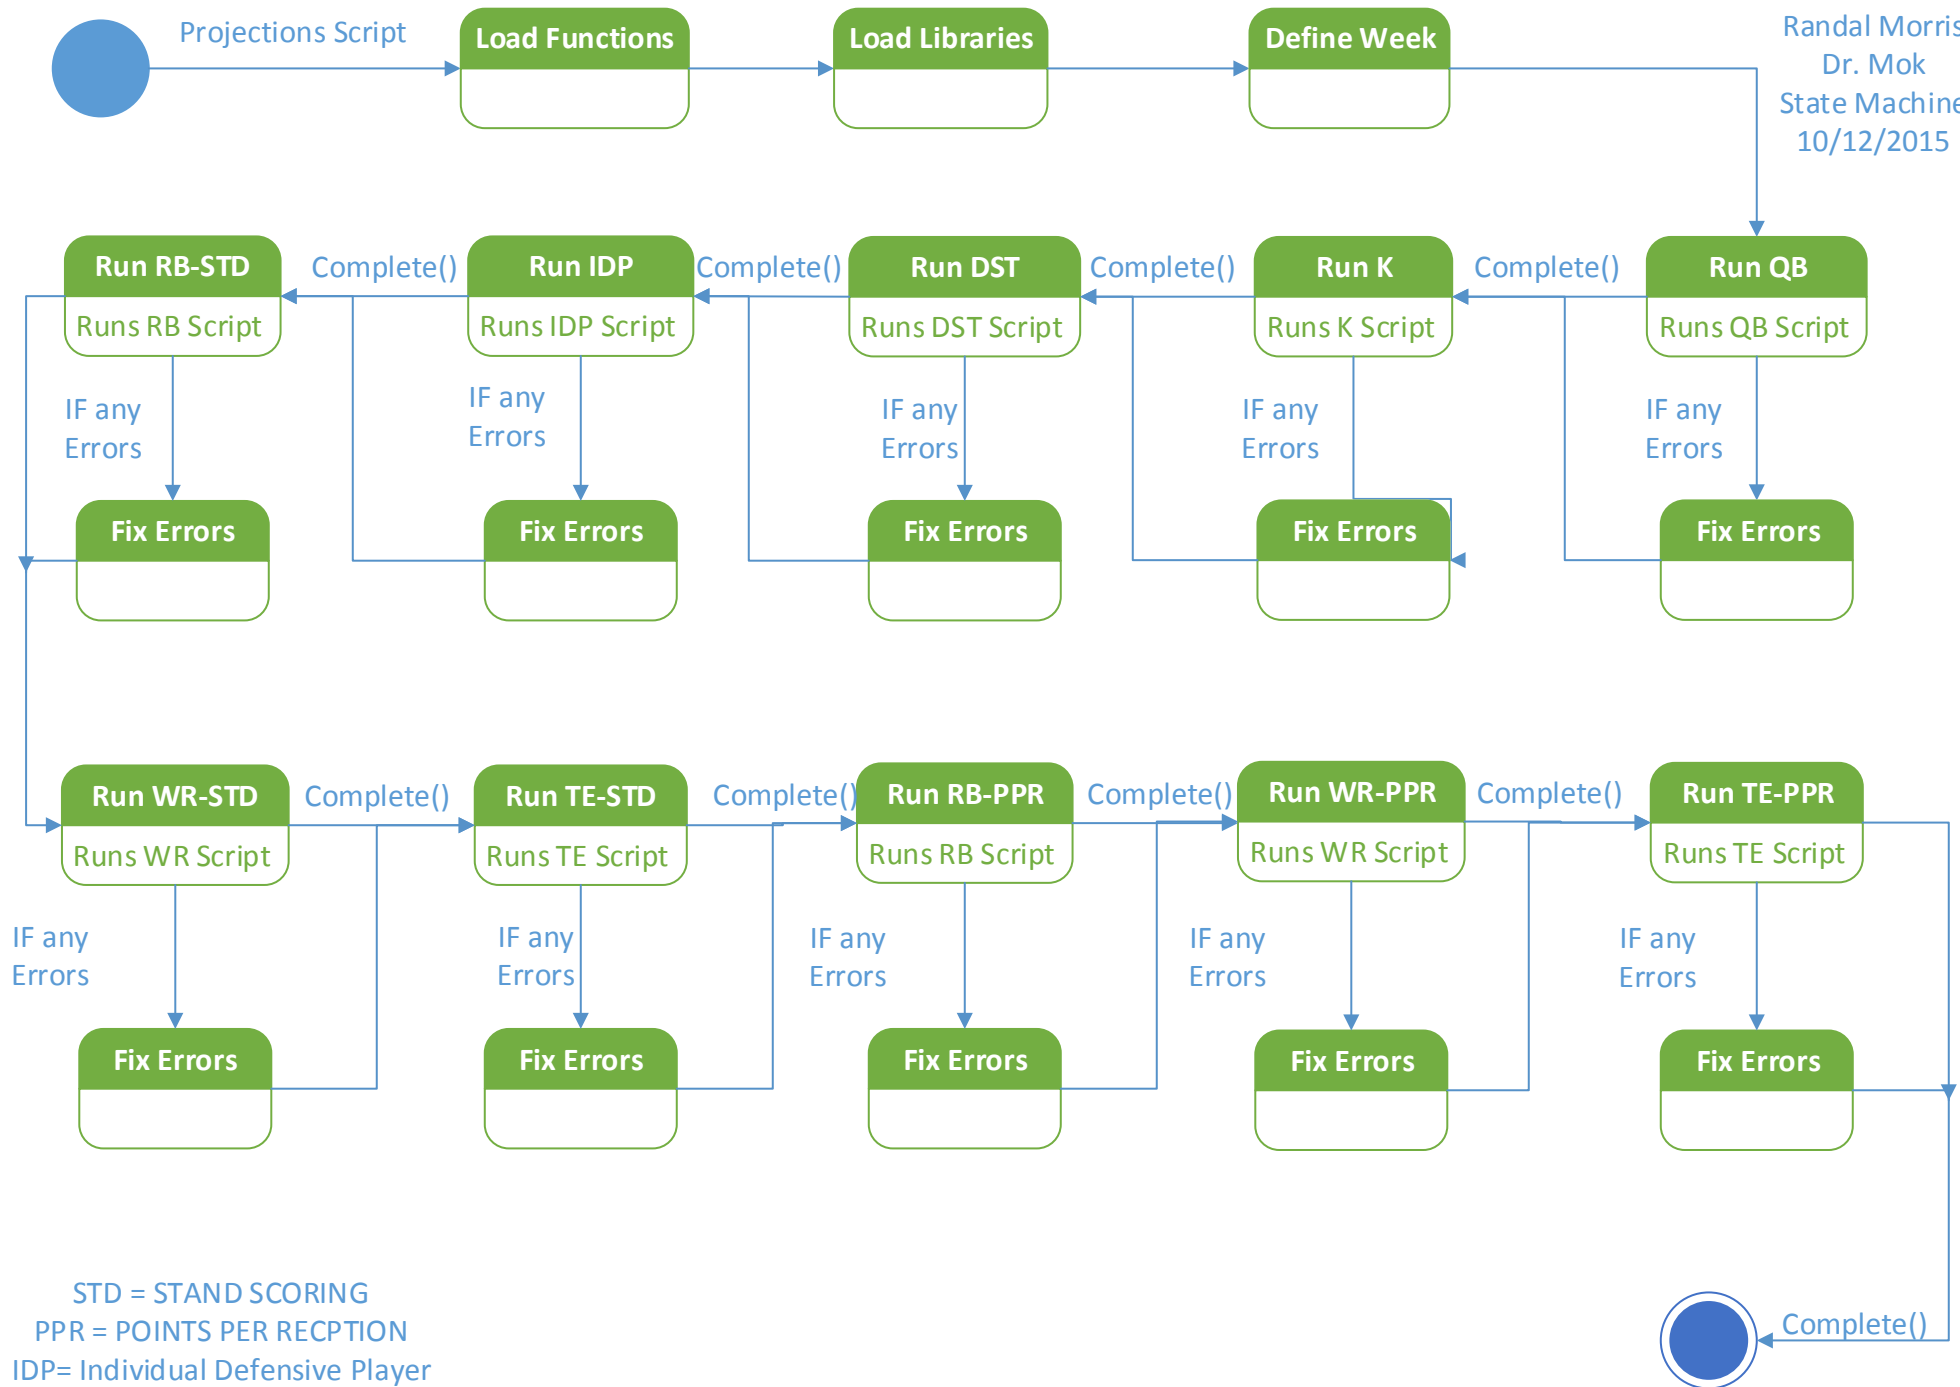 Projections Script
Load Functions
Load Libraries
Define Week
Randal Morris
Dr. Mok
State Machine
10/12/2015
Run RB-STD
Runs RB Script
Complete()
Run IDP
Runs IDP Script
Complete()
Run DST
Runs DST Script
Complete()
Run K
Runs K Script
Complete()
Run QB
Runs QB Script
IF any
Errors
IF any
Errors
IF any
Errors
IF any
Errors
IF any
Errors
Fix Errors
Fix Errors
Fix Errors
Fix Errors
Fix Errors
Run WR-STD
Runs WR Script
Complete()
Run TE-STD
Runs TE Script
Complete()
Run RB-PPR
Runs RB Script
Complete()
Run WR-PPR
Runs WR Script
Complete()
Run TE-PPR
Runs TE Script
IF any
Errors
IF any
Errors
IF any
Errors
IF any
Errors
IF any
Errors
Fix Errors
Fix Errors
Fix Errors
Fix Errors
Fix Errors
STD = STAND SCORING
PPR = POINTS PER RECPTION
IDP= Individual Defensive Player
Complete()